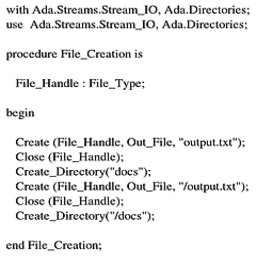 with Ada.Streams.Stream_IO, Ada.Directories;
use Ada.Streams.Stream_IO, Ada.Directories;
procedure File_Creation is
File_Handle : File_Type;
begin
Create (File_Handle, Out_File, "output.txt");
Close (File_Handle);
Create_Directory("docs");
Create (File_Handle, Out_File, "/output.txt");
Close (File_Handle);
Create_Directory("/docs");
end File_Creation;